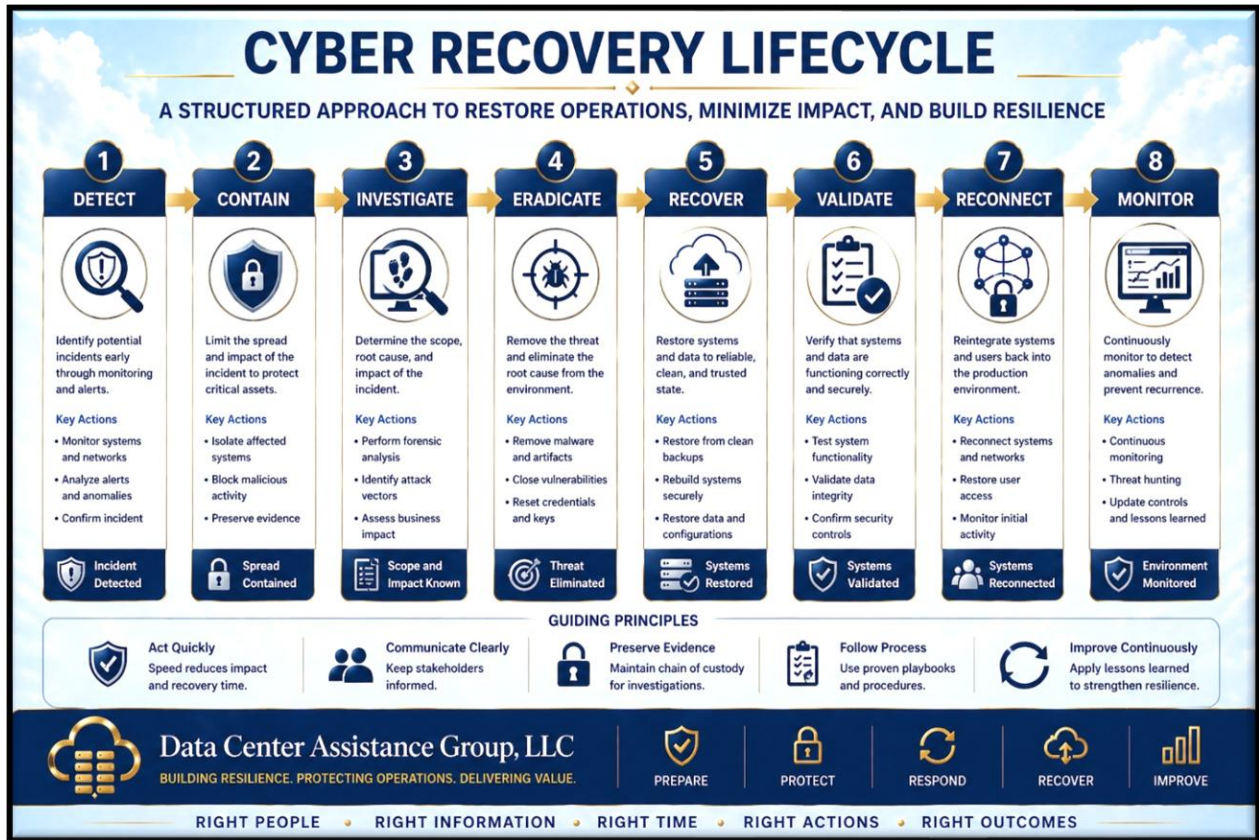 CYBER RECOVERY LIFECYCLE
A STRUCTURED APPROACH TO RESTORE OPERATIONS, MINIMIZE IMPACT, AND BUILD RESILIENCE
1
DETECT
Identify potential
incidents early
through monitoring
and alerts.
Key Actions
• Monitor systems
and networks
• Analyze alerts
and anomalies
• Confirm incident
Incident
Detected
2
CONTAIN
Limit the spread
and impact of the
incident to protect
critical assets.
Key Actions
• Isolate affected
systems
• Block malicious
activity
• Preserve evidence
Spread
Contained
3
INVESTIGATE
Determine the scope,
root cause, and
impact of the
incident.
Key Actions
• Perform forensic
analysis
• Identify attack
vectors
• Assess business
impact
Scope and
Impact Known
4
ERADICATE
Remove the threat
and eliminate the
root cause from the
environment.
Key Actions
• Remove malware
and artifacts
• Close vulnerabilities
• Reset credentials
and keys
Threat
Eliminated
5
RECOVER
Restore systems
and data to reliable,
clean, and trusted
state.
Key Actions
• Restore from clean
backups
• Rebuild systems
securely
• Restore data and
configurations
Systems
Restored
6
VALIDATE
Verify that systems
and data are
functioning correctly
and securely.
Key Actions
• Test system
functionality
• Validate data
integrity
• Confirm security
controls
Systems
Validated
7
RECONNECT
Reintegrate systems
and users back into
the production
environment.
Key Actions
• Reconnect systems
and networks
• Restore user
access
• Monitor initial
activity
Systems
Reconnected
8
MONITOR
Continuously
monitor to detect
anomalies and
prevent recurrence.
Key Actions
• Continuous
monitoring
• Threat hunting
• Update controls
and lessons learned
Environment
Monitored
GUIDING PRINCIPLES
Act Quickly
Speed reduces impact
and recovery time.
Communicate Clearly
Keep stakeholders
informed.
Preserve Evidence
Maintain chain of custody
for investigations.
Follow Process
Use proven playbooks
and procedures.
Improve Continuously
Apply lessons learned
to strengthen resilience.
Data Center Assistance Group, LLC
BUILDING RESILIENCE. PROTECTING OPERATIONS. DELIVERING VALUE.
PREPARE
PROTECT
RESPOND
RECOVER
IMPROVE
RIGHT PEOPLE • RIGHT INFORMATION • RIGHT TIME • RIGHT ACTIONS • RIGHT OUTCOMES